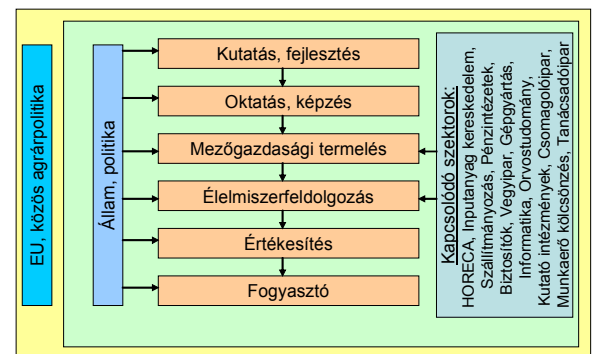 EU, közös agrárpolitika
Állam, politika
Kutatás, fejlesztés
Oktatás, képzés
Mezőgazdasági termelés
Élelmiszerfeldolgozás
Értékesítés
Fogyasztó
Kapcsolódó szektorok:
HORECA, Inputanyag kereskedelem,
Szállítmányozás, Pénzintézetek,
Biztosítók, Vegyipar, Gépgyártás,
Informatika, Orvostudomány,
Kutató intézmények, Csomagolóipar,
Munkaerő kölcsönzés, Tanácsadóipar